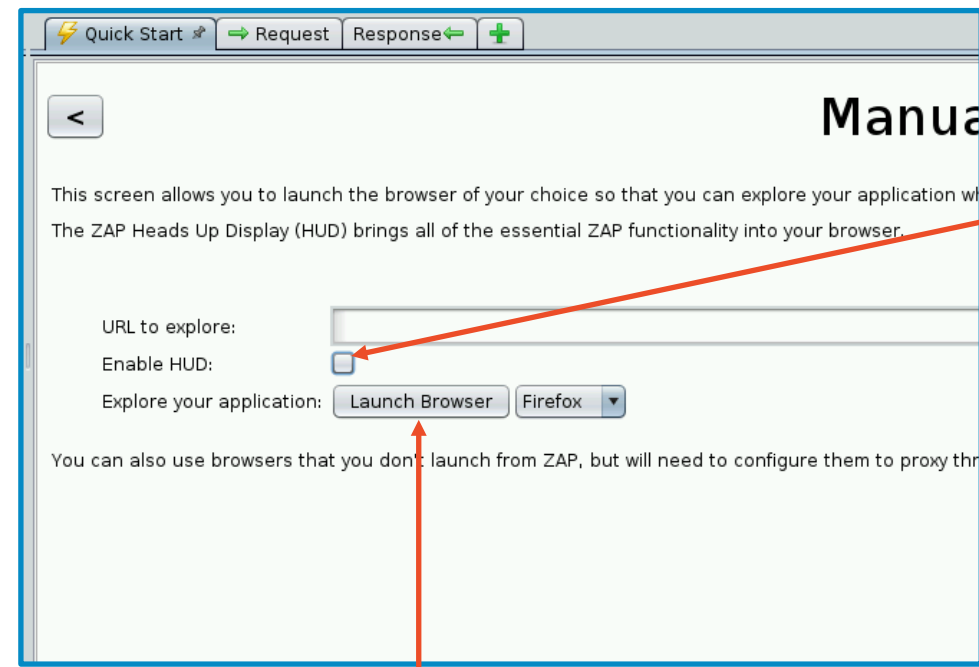 Quick Start Request Response
<
Manua
This screen allows you to launch the browser of your choice so that you can explore your application wh
The ZAP Heads Up Display (HUD) brings all of the essential ZAP functionality into your browser.
URL to explore:
Enable HUD:
Explore your application: Launch Browser Firefox
You can also use browsers that you don't launch from ZAP, but will need to configure them to proxy thr